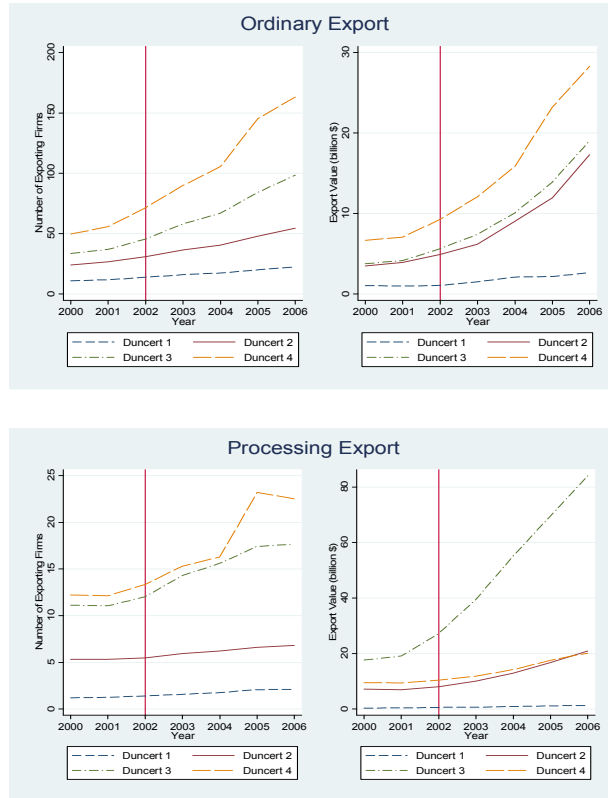 Ordinary Export
Number of Exporting Firms
200
150
100
50
0
2000 2001 2002 2003 2004 2005 2006
Year
Duncert 1 Duncert 2
Duncert 3 Duncert 4
Export Value (billion $)
30
20
10
0
2000 2001 2002 2003 2004 2005 2006
Year
Duncert 1 Duncert 2
Duncert 3 Duncert 4
Processing Export
Number of Exporting Firms
25
20
15
10
5
0
2000 2001 2002 2003 2004 2005 2006
Year
Duncert 1 Duncert 2
Duncert 3 Duncert 4
Export Value (billion $)
80
60
40
20
0
2000 2001 2002 2003 2004 2005 2006
Year
Duncert 1 Duncert 2
Duncert 3 Duncert 4